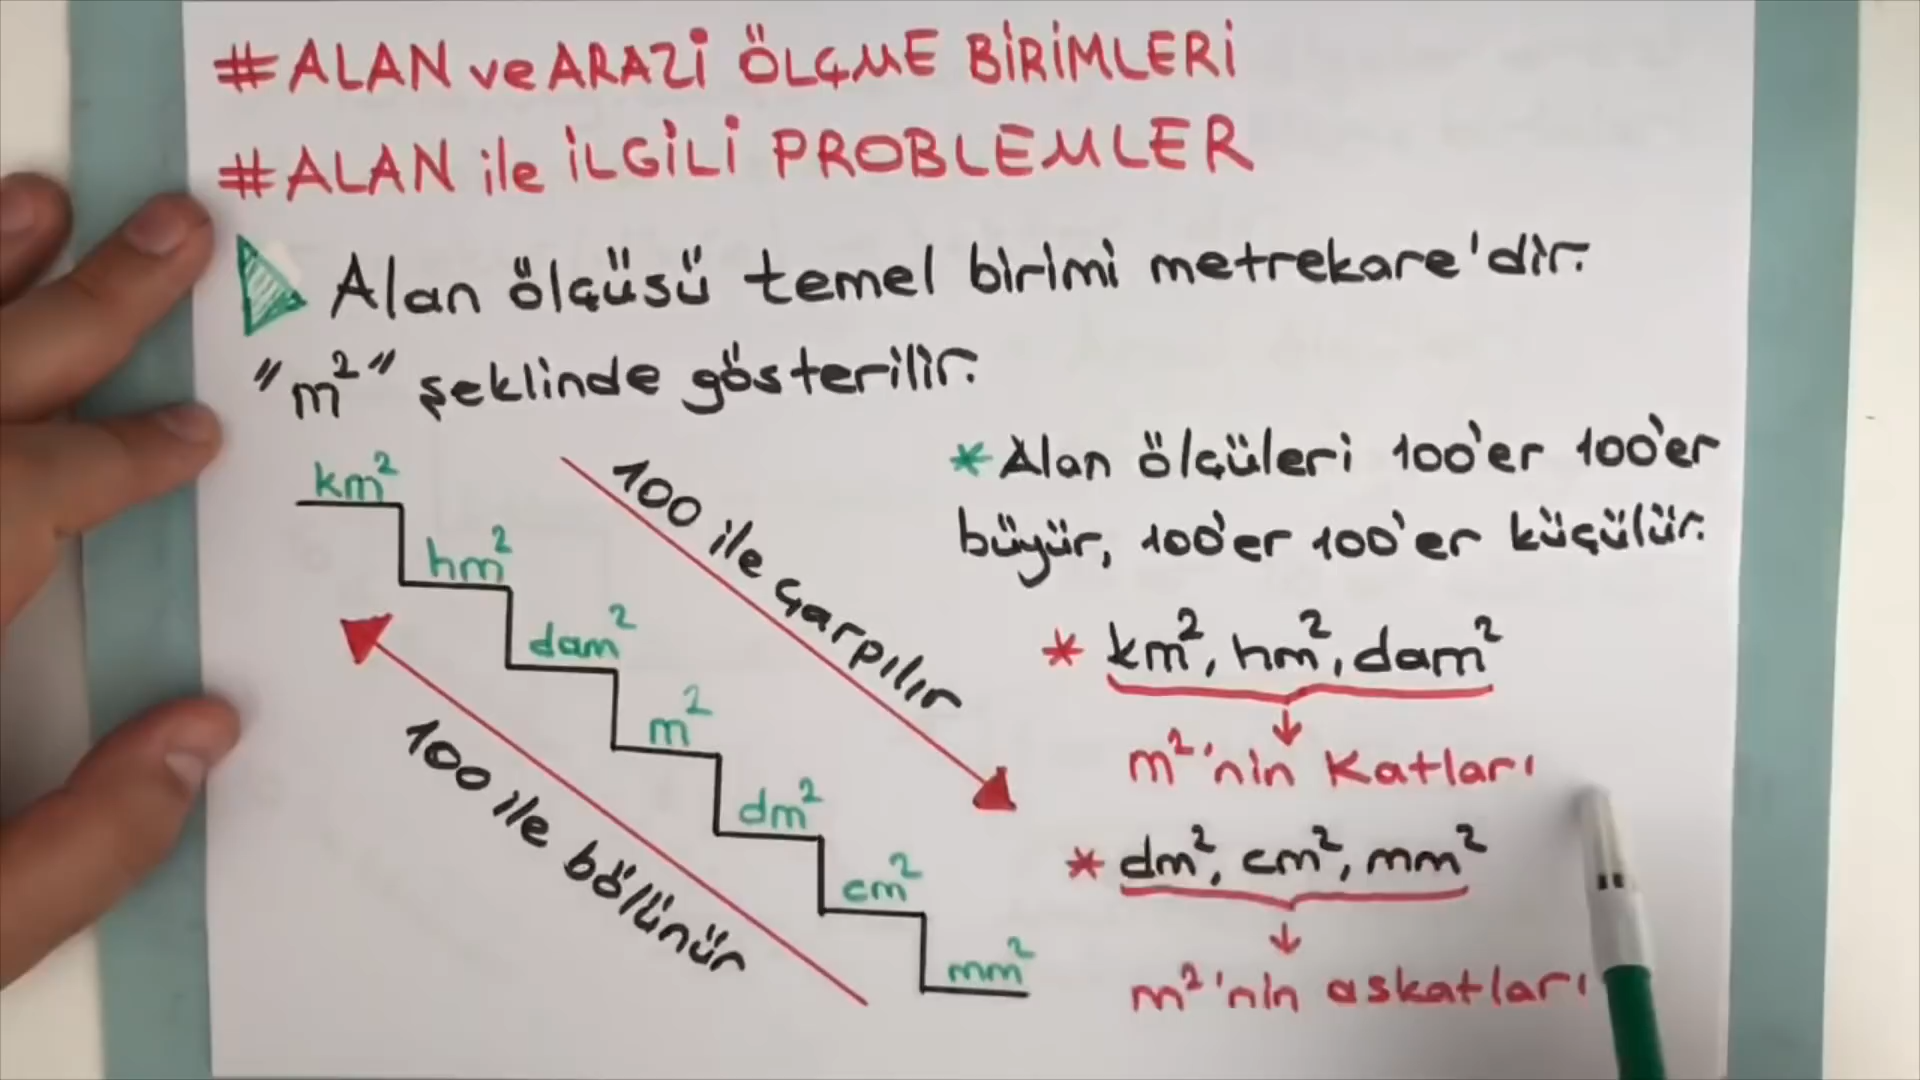 #ALAN ve ARAZİ ÖLÇME BİRİMLERİ
#ALAN ile İLGİLİ PROBLEMLER
Alan ölçüsü temel birimi metrekare'dir.
"m²" şeklinde gösterilir.
*Alan ölçüleri 100'er 100'er
büyür, 100'er 100'er küçülür.
km²
hm²
dam²
m²
dm²
cm²
mm²
100 ile çarpılır
100 ile bölünür
* km², hm², dam²
↓
m²'nin Katları
* dm², cm², mm²
↓
m²'nin askatları